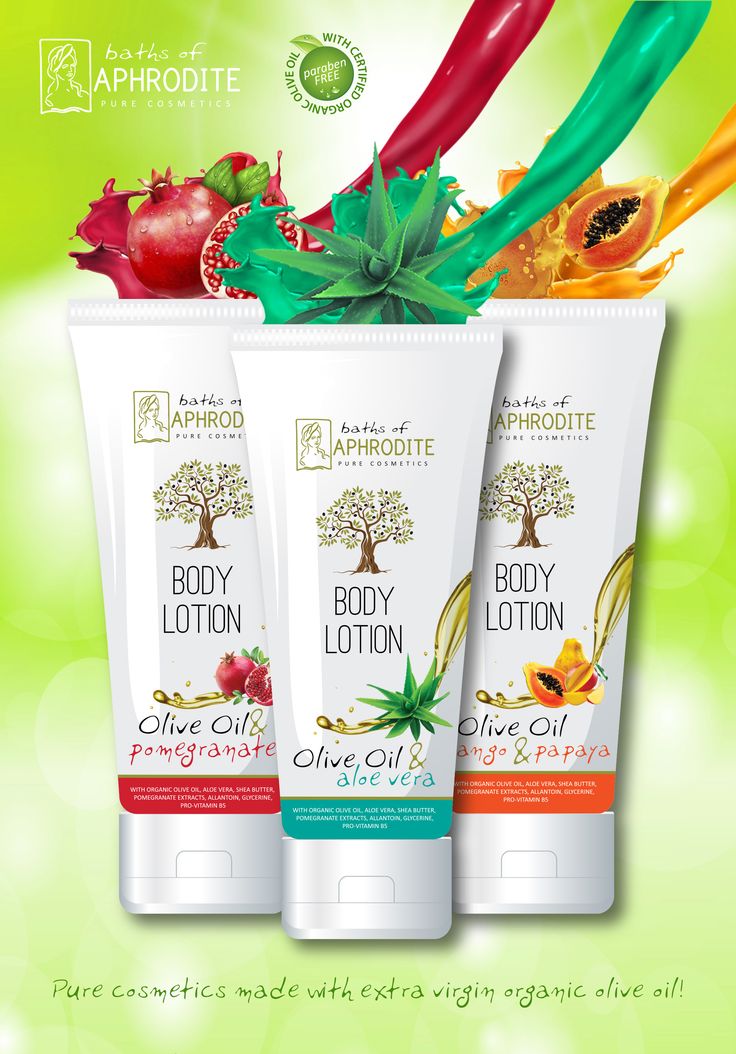 baths of
APHRODITE
PURE COSMETICS
WITH CERTIFIED ORGANIC OLIVE OIL
paraben
FREE
baths of
APHRODITE
PURE COSMETICS
BODY
LOTION
Olive Oil &
pomegranate
WITH ORGANIC OLIVE OIL, ALOE VERA, SHEA BUTTER,
POMEGRANATE EXTRACTS, ALLANTOIN, GLYCERINE,
PRO-VITAMIN B5
baths of
APHRODITE
PURE COSMETICS
BODY
LOTION
Olive Oil &
aloe vera
WITH ORGANIC OLIVE OIL, ALOE VERA, SHEA BUTTER,
POMEGRANATE EXTRACTS, ALLANTOIN, GLYCERINE,
PRO-VITAMIN B5
baths of
APHRODITE
PURE COSMETICS
BODY
LOTION
Olive Oil
ango & papaya
WITH ORGANIC OLIVE OIL, ALOE VERA, SHEA BUTTER,
POMEGRANATE EXTRACTS, ALLANTOIN, GLYCERINE,
PRO-VITAMIN B5
Pure cosmetics made with extra virgin organic olive oil!